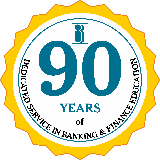 90
YEARS
of
DEDICATED SERVICE IN BANKING & FINANCE EDUCATION